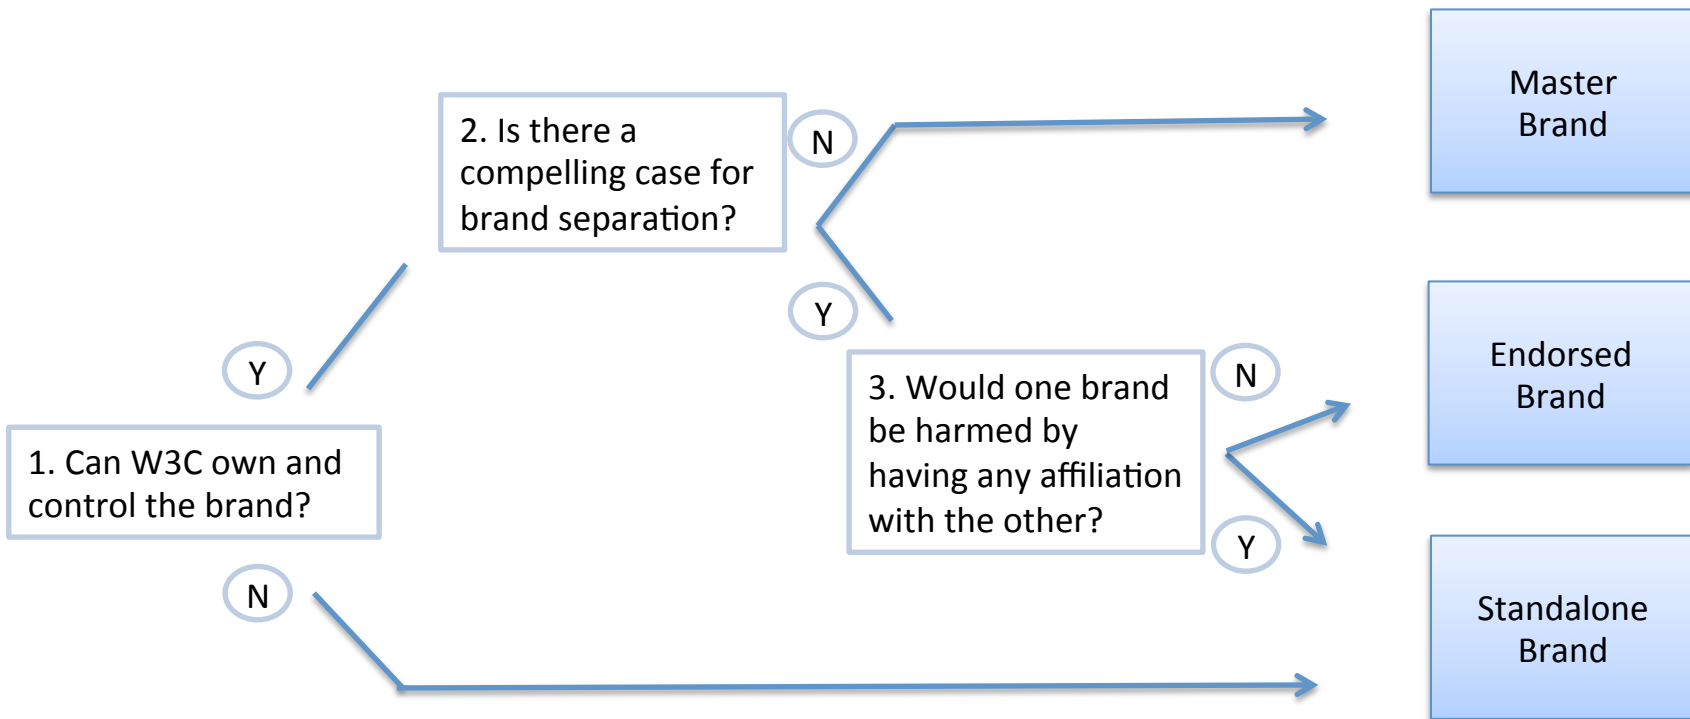 Master
Brand
2. Is there a
compelling case for
brand separation?
N
Y
Endorsed
Brand
3. Would one brand
be harmed by
having any affiliation
with the other?
N
Y
Y
1. Can W3C own and
control the brand?
N
Standalone
Brand